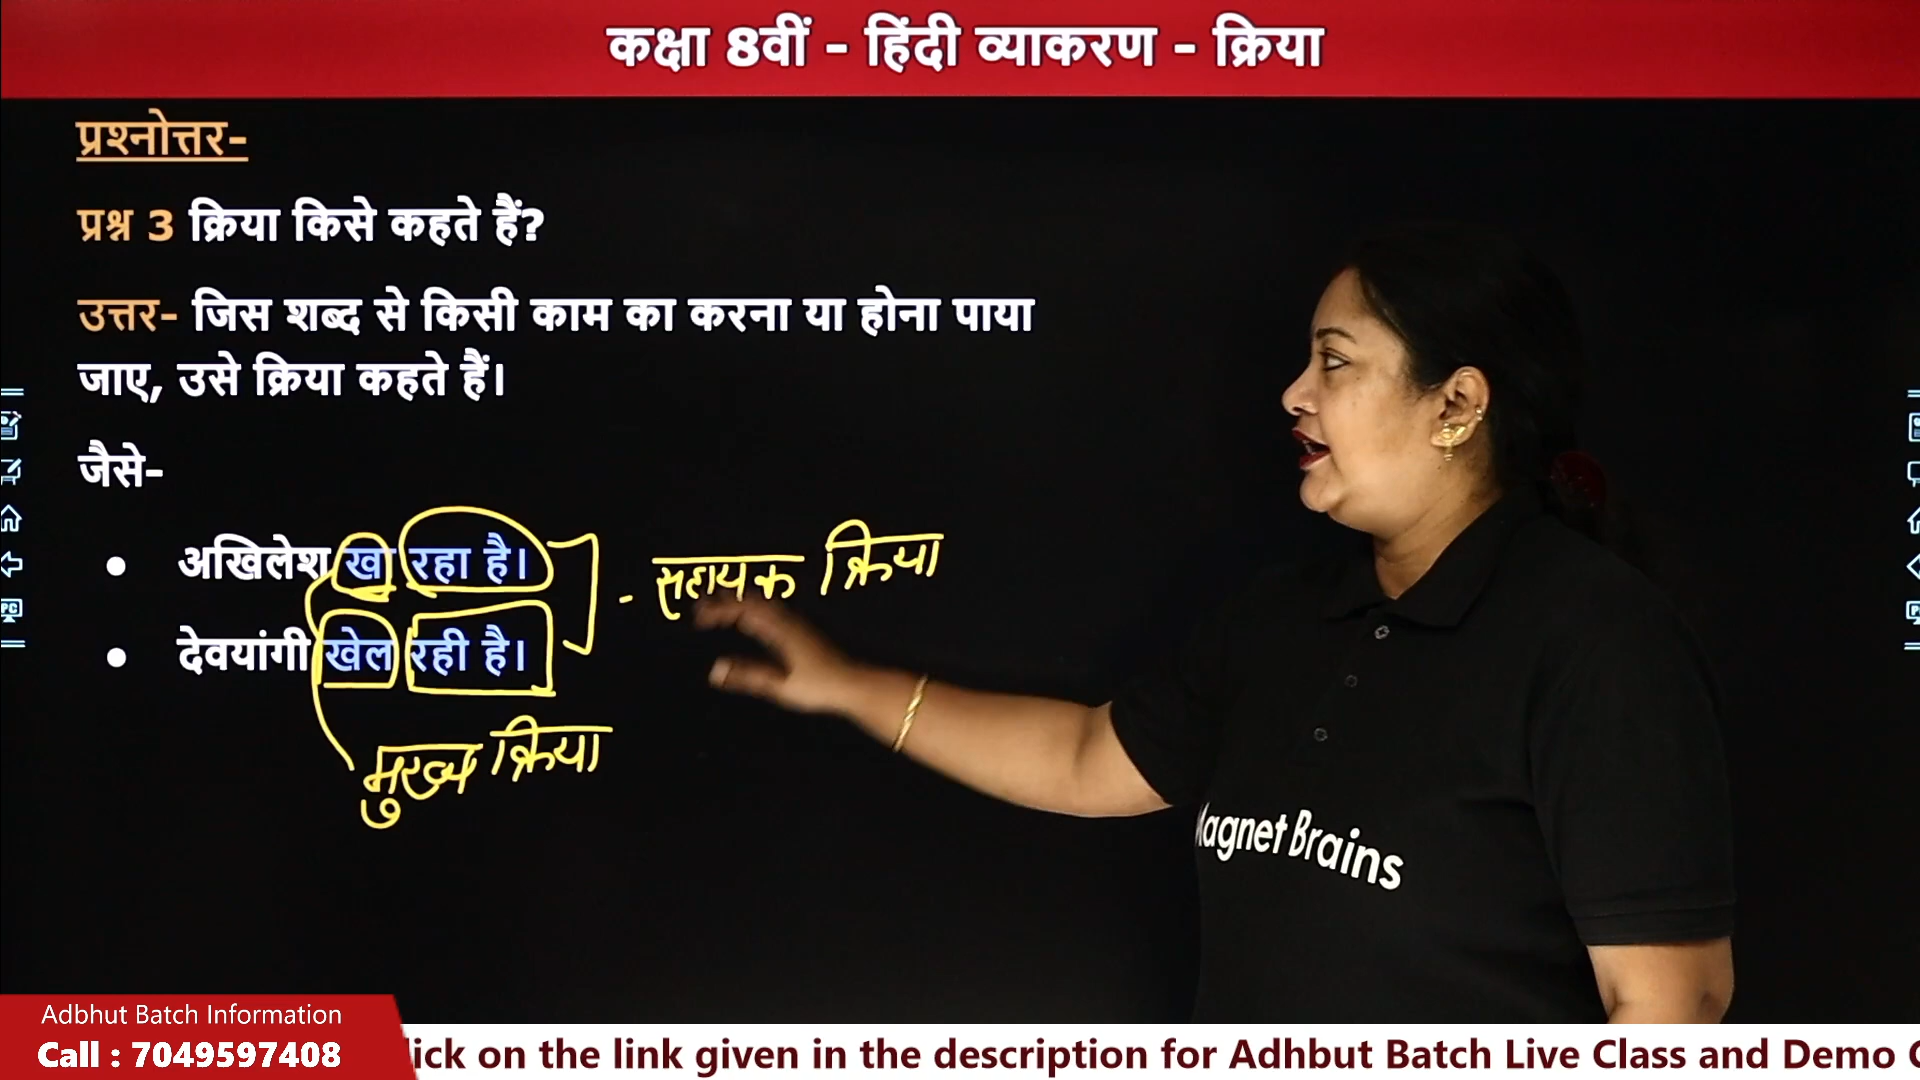 कक्षा 8वीं - हिंदी व्याकरण - क्रिया
प्रश्नोत्तर-
प्रश्न 3 क्रिया किसे कहते हैं?
उत्तर- जिस शब्द से किसी काम का करना या होना पाया
जाए, उसे क्रिया कहते हैं।
जैसे-
• अखिलेश खा रहा है।
- सहायक क्रिया
• देवयांगी खेल रही है।
मुख्य क्रिया
Magnet Brains
Adbhut Batch Information
Call : 7049597408
lick on the link given in the description for Adhbut Batch Live Class and Demo